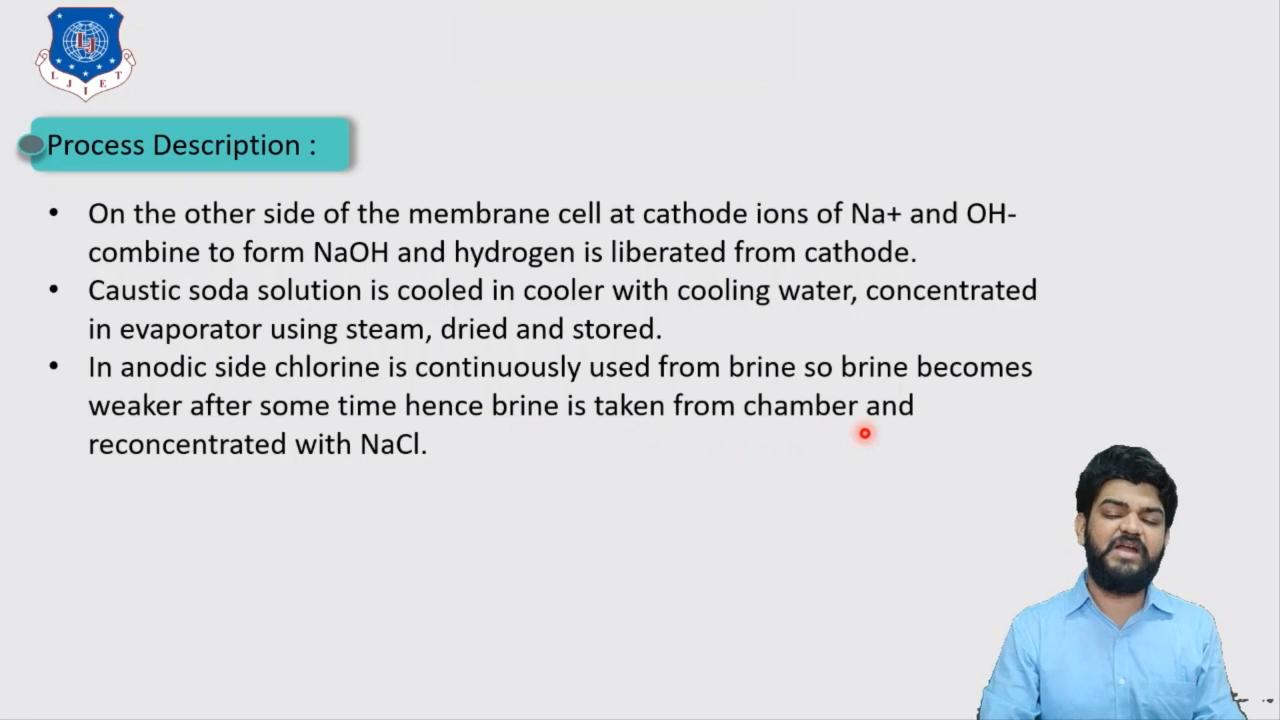 LJIET
Process Description :
• On the other side of the membrane cell at cathode ions of Na+ and OH-
combine to form NaOH and hydrogen is liberated from cathode.
• Caustic soda solution is cooled in cooler with cooling water, concentrated
in evaporator using steam, dried and stored.
• In anodic side chlorine is continuously used from brine so brine becomes
weaker after some time hence brine is taken from chamber and
reconcentrated with NaCl.